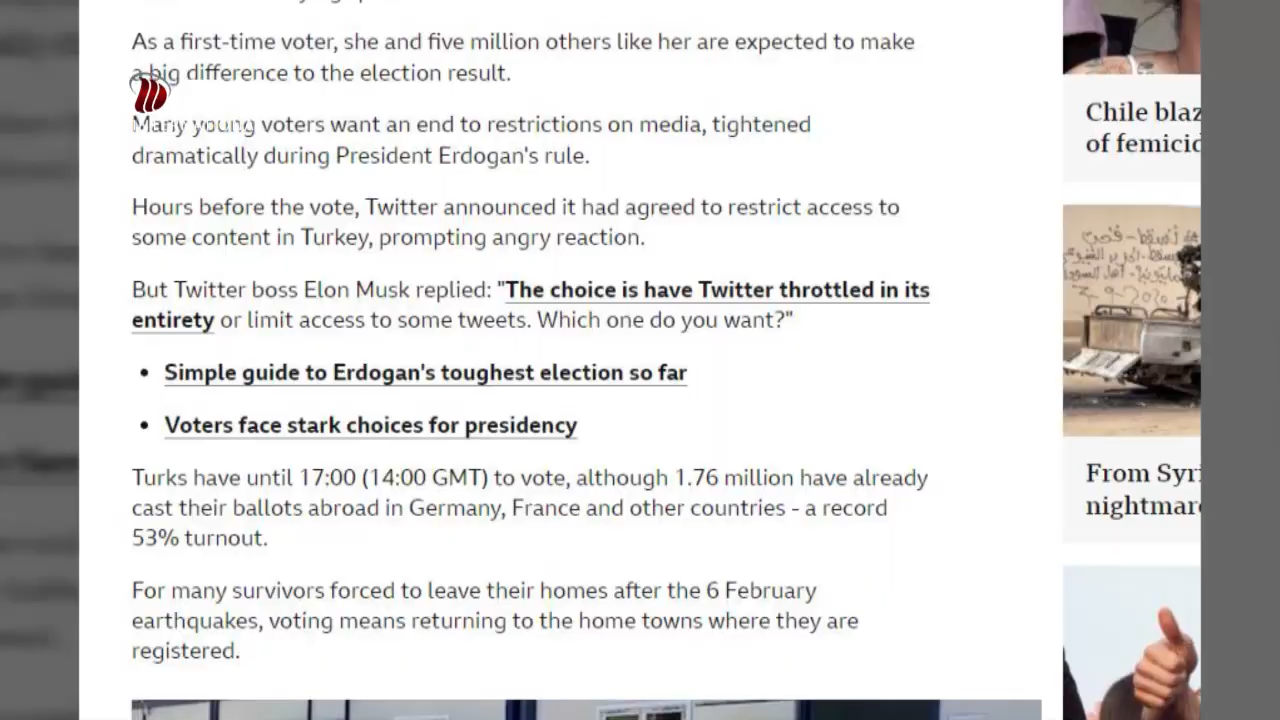 As a first-time voter, she and five million others like her are expected to make
a big difference to the election result.
Many young voters want an end to restrictions on media, tightened
dramatically during President Erdogan's rule.
Hours before the vote, Twitter announced it had agreed to restrict access to
some content in Turkey, prompting angry reaction.
But Twitter boss Elon Musk replied: "The choice is have Twitter throttled in its
entirety or limit access to some tweets. Which one do you want?"
• Simple guide to Erdogan's toughest election so far
• Voters face stark choices for presidency
Turks have until 17:00 (14:00 GMT) to vote, although 1.76 million have already
cast their ballots abroad in Germany, France and other countries - a record
53% turnout.
For many survivors forced to leave their homes after the 6 February
earthquakes, voting means returning to the home towns where they are
registered.
Chile blaz
of femicid
From Syri
nightmar